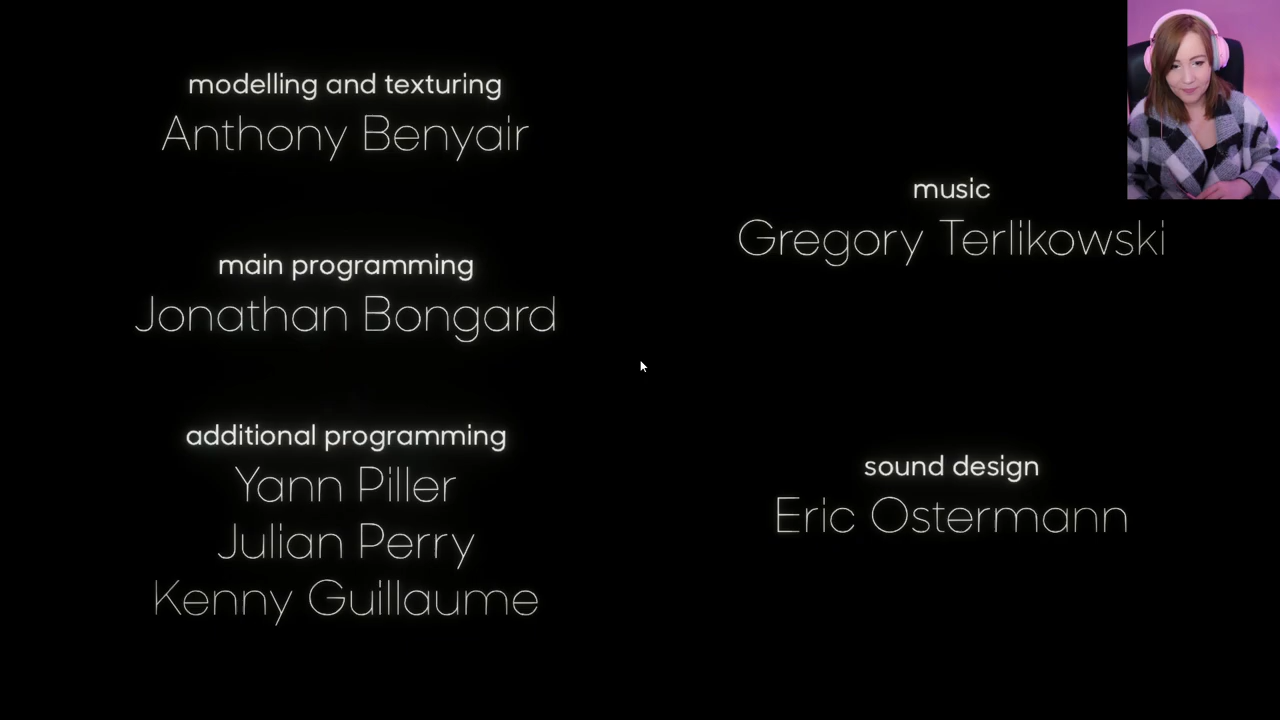 modelling and texturing
Anthony Benyair
main programming
Jonathan Bongard
additional programming
Yann Piller
Julian Perry
Kenny Guillaume
music
Gregory Terlikowski
sound design
Eric Ostermann